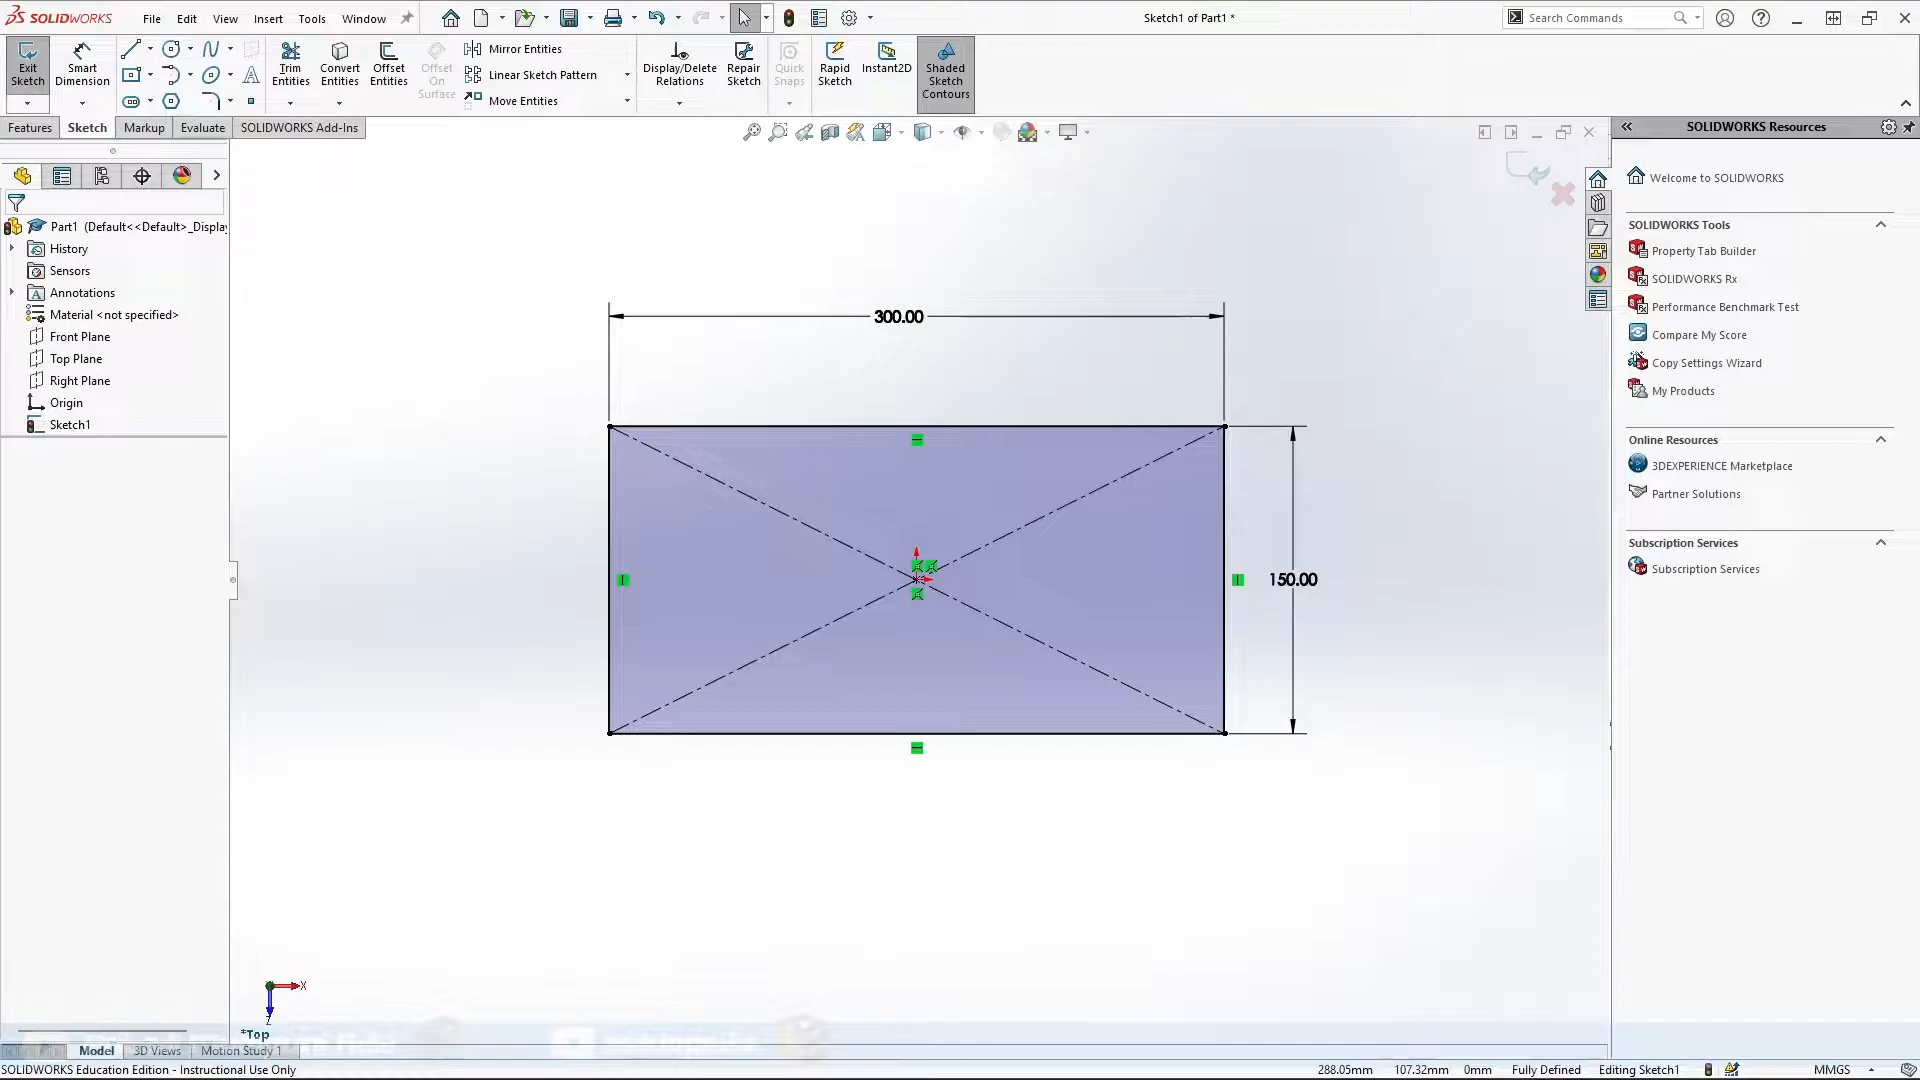 SOLIDWORKS File Edit View Insert Tools Window Sketch1 of Part1 * Search Commands
Exit Sketch
Smart Dimension
Trim Entities
Convert Entities
Offset Entities
Offset On Surface
Mirror Entities
Linear Sketch Pattern
Move Entities
Display/Delete Relations
Repair Sketch
Quick Snaps
Rapid Sketch
Instant2D
Shaded Sketch Contours
Features Sketch Markup Evaluate SOLIDWORKS Add-Ins
Part1 (Default<<Default>_Display
History
Sensors
Annotations
Material <not specified>
Front Plane
Top Plane
Right Plane
Origin
Sketch1
300.00
150.00
X
Z
*Top
SOLIDWORKS Resources
Welcome to SOLIDWORKS
SOLIDWORKS Tools
Property Tab Builder
SOLIDWORKS Rx
Performance Benchmark Test
Compare My Score
Copy Settings Wizard
My Products
Online Resources
3DEXPERIENCE Marketplace
Partner Solutions
Subscription Services
Subscription Services
Model 3D Views Motion Study 1
SOLIDWORKS Education Edition - Instructional Use Only 288.05mm 107.32mm 0mm Fully Defined Editing Sketch1 MMGS